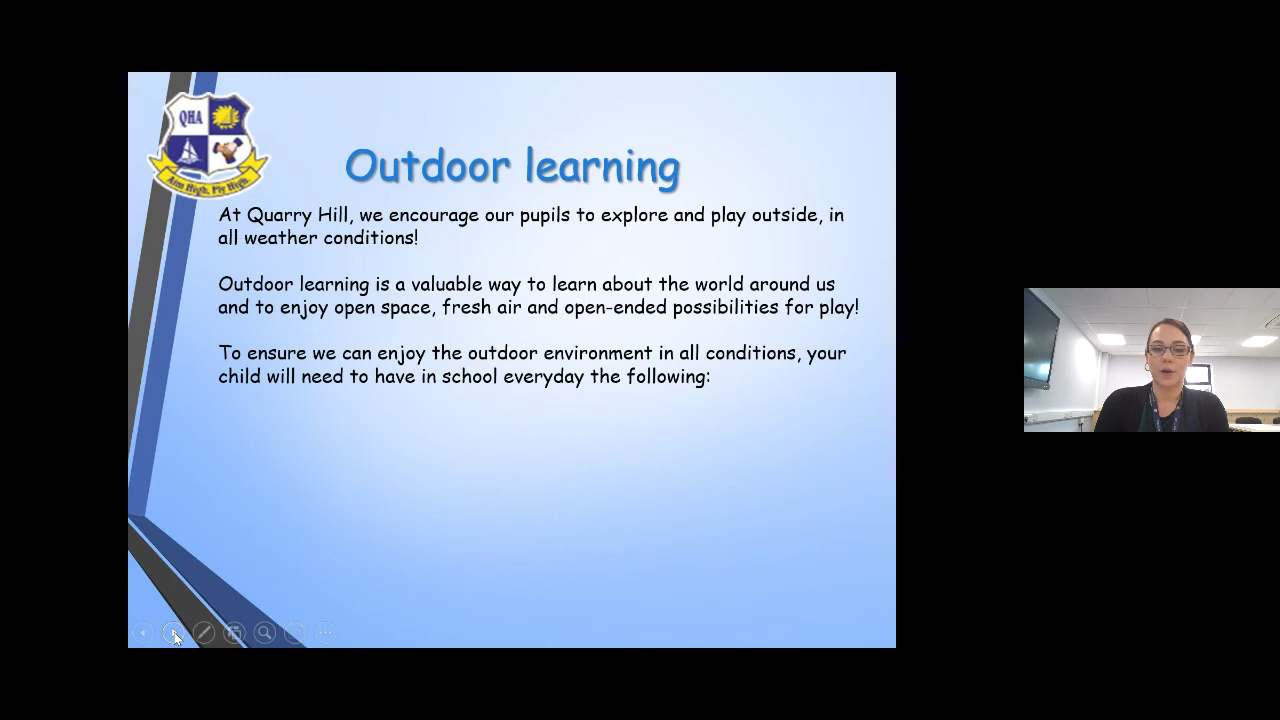 QHA
Aim High, Fly High.
Outdoor learning
At Quarry Hill, we encourage our pupils to explore and play outside, in
all weather conditions!
Outdoor learning is a valuable way to learn about the world around us
and to enjoy open space, fresh air and open-ended possibilities for play!
To ensure we can enjoy the outdoor environment in all conditions, your
child will need to have in school everyday the following: